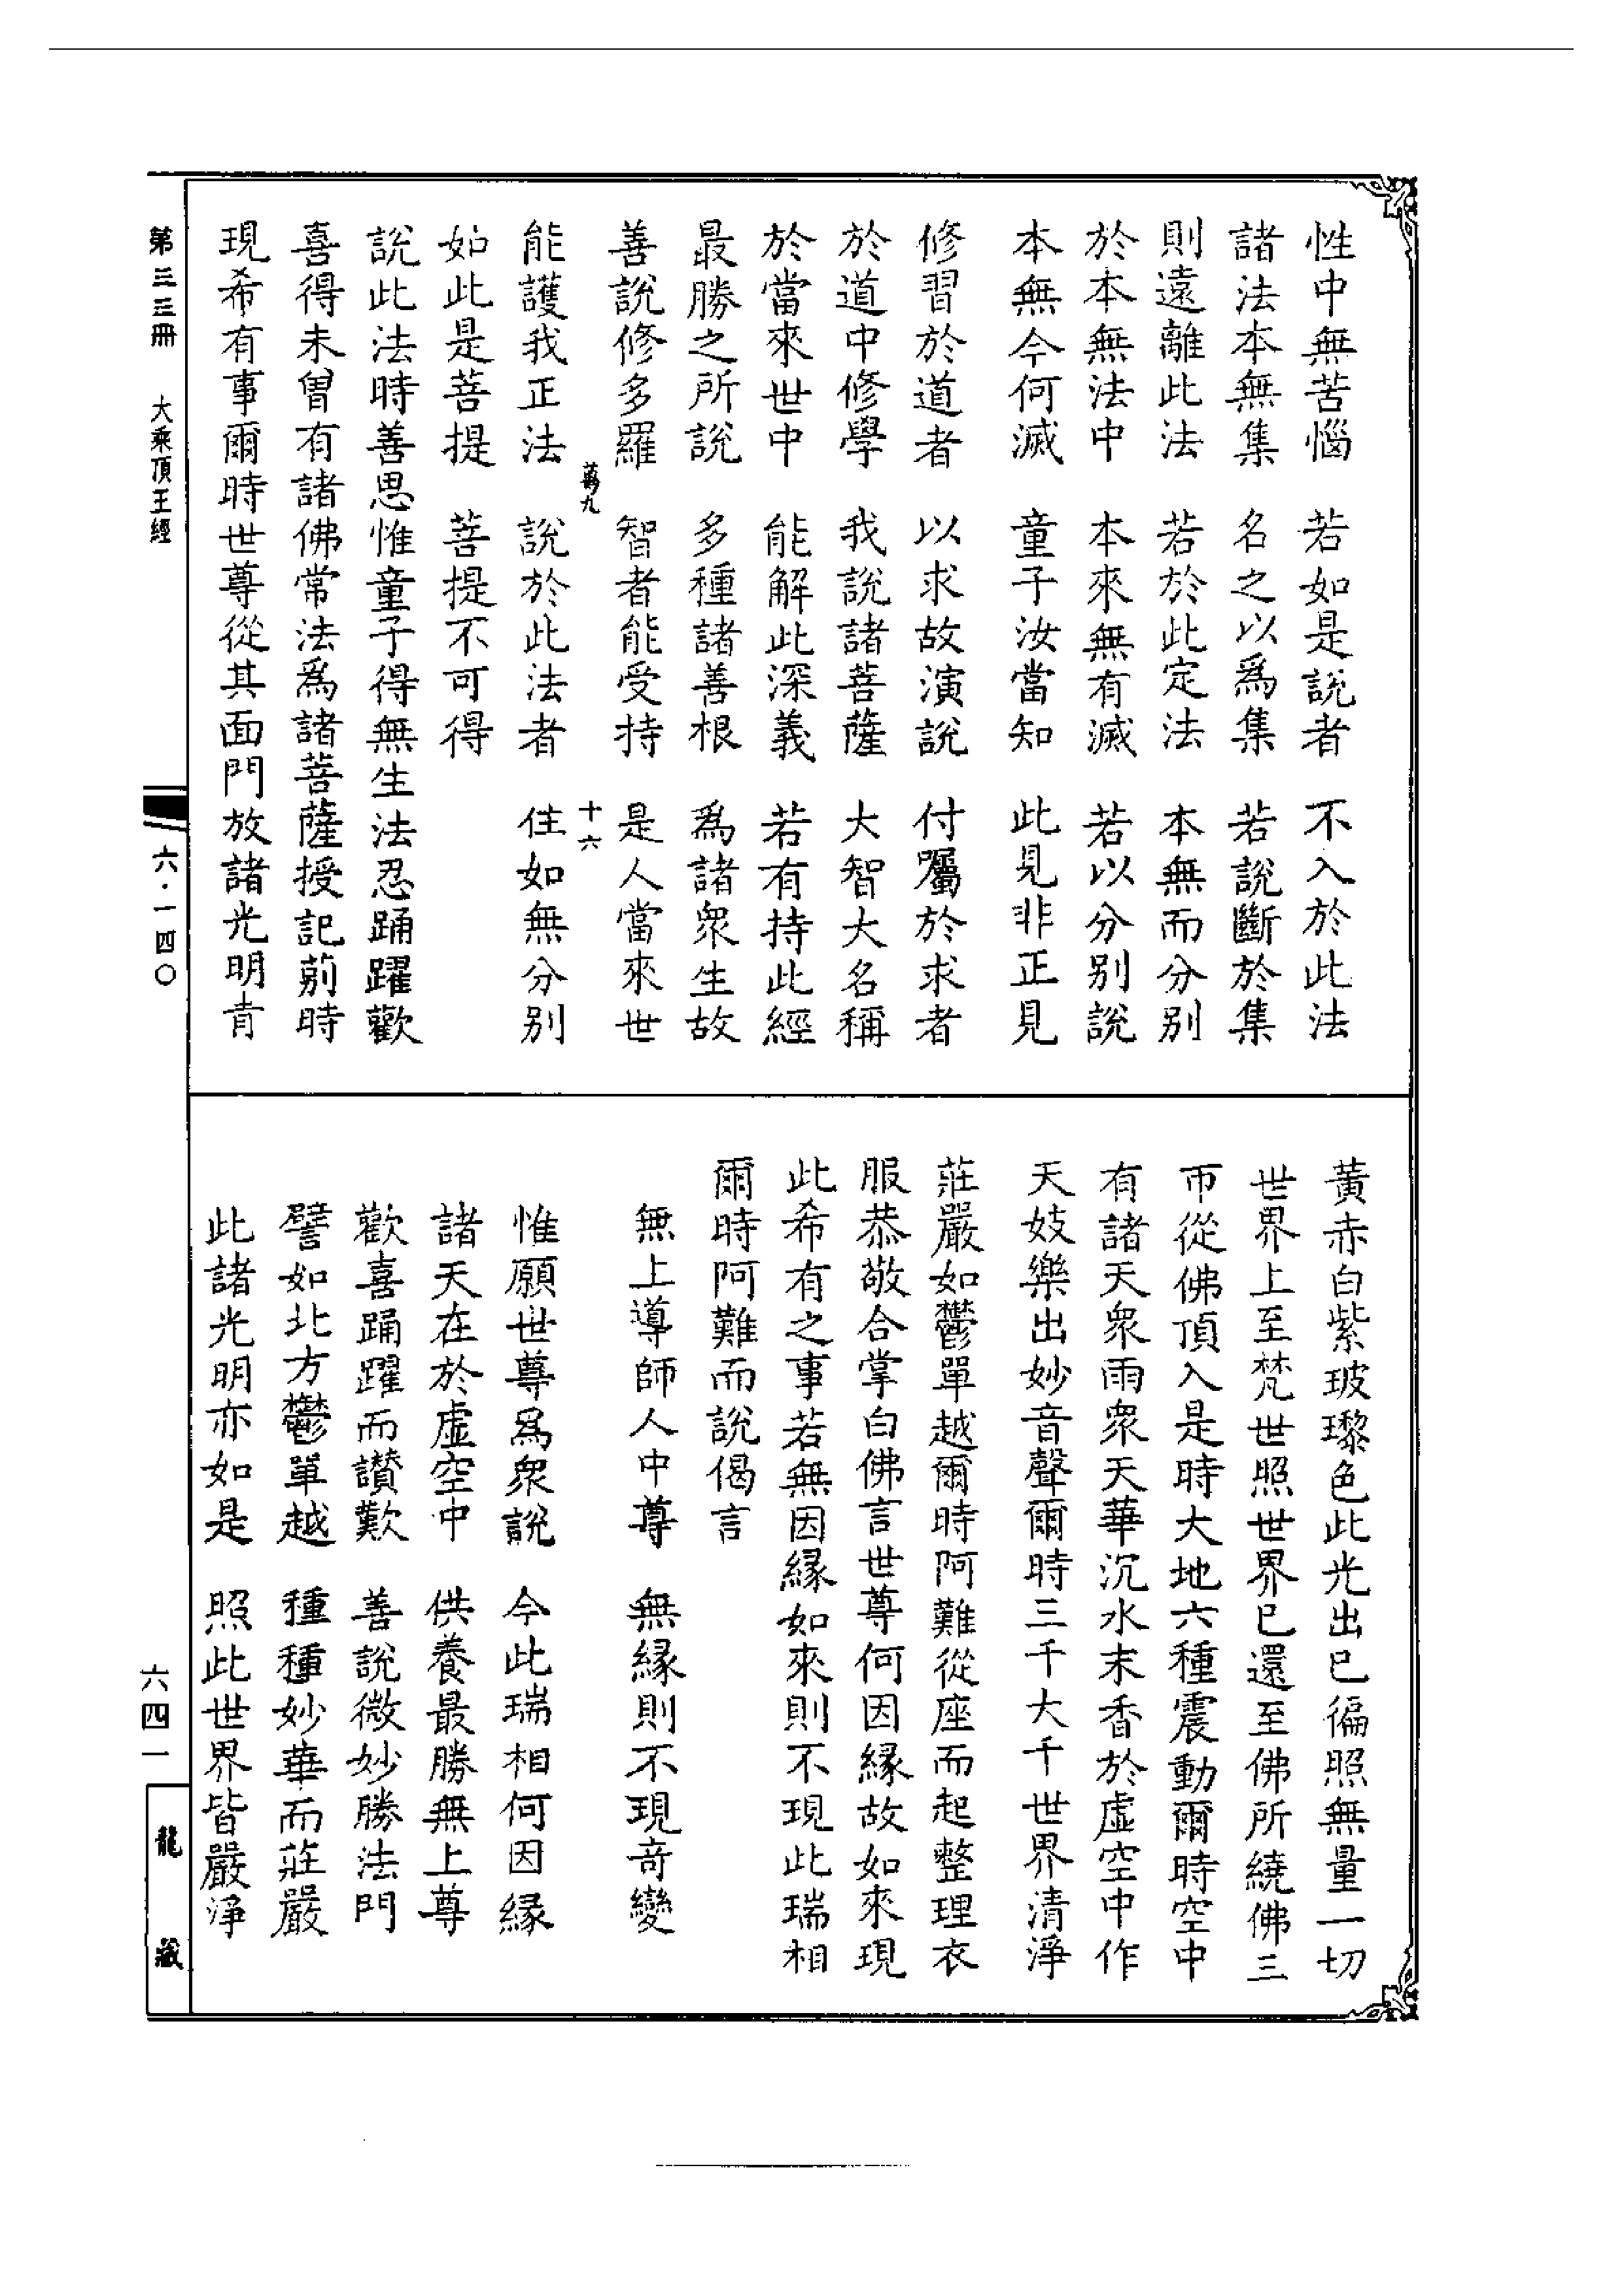 性中無苦惱　若如是說者　不入於此法
諸法本無集　名之以爲集　若說斷於集
則遠離此法　若於此定法　本無而分別
於本無法中　本來無有滅　若以分別說
本無今何滅　童子汝當知　此見非正見
修習於道者　以求故演說　付囑於求者
於道中修學　我說諸菩薩　大智大名稱
於當來世中　能解此深義　若有持此經
最勝之所說　多種諸善根　爲諸衆生故
善說修多羅　智者能受持　是人當來世
萬九　十六
能護我正法　說於此法者　住如無分別
如此是菩提　菩提不可得
說此法時善思惟童子得無生法忍踊躍歡
喜得未曾有諸佛常法爲諸菩薩授記前時
現希有事爾時世尊從其面門放諸光明青
黃赤白紫玻瓈色此光出已徧照無量一切
世界上至梵世照世界已還至佛所繞佛三
帀從佛頂入是時大地六種震動爾時空中
有諸天衆雨衆天華沉水末香於虛空中作
天妓樂出妙音聲爾時三千大千世界清淨
莊嚴如鬱單越爾時阿難從座而起整理衣
服恭敬合掌白佛言世尊何因緣故如來現
此希有之事若無因緣如來則不現此瑞相
爾時阿難而說偈言
無上導師人中尊　無緣則不現奇變
惟願世尊爲衆說　今此瑞相何因緣
諸天在於虛空中　供養最勝無上尊
歡喜踊躍而讚歎　善說微妙勝法門
譬如北方鬱單越　種種妙華而莊嚴
此諸光明亦如是　照此世界皆嚴淨
第三三冊　大乘頂王經
六·一四〇
六四一
龍藏